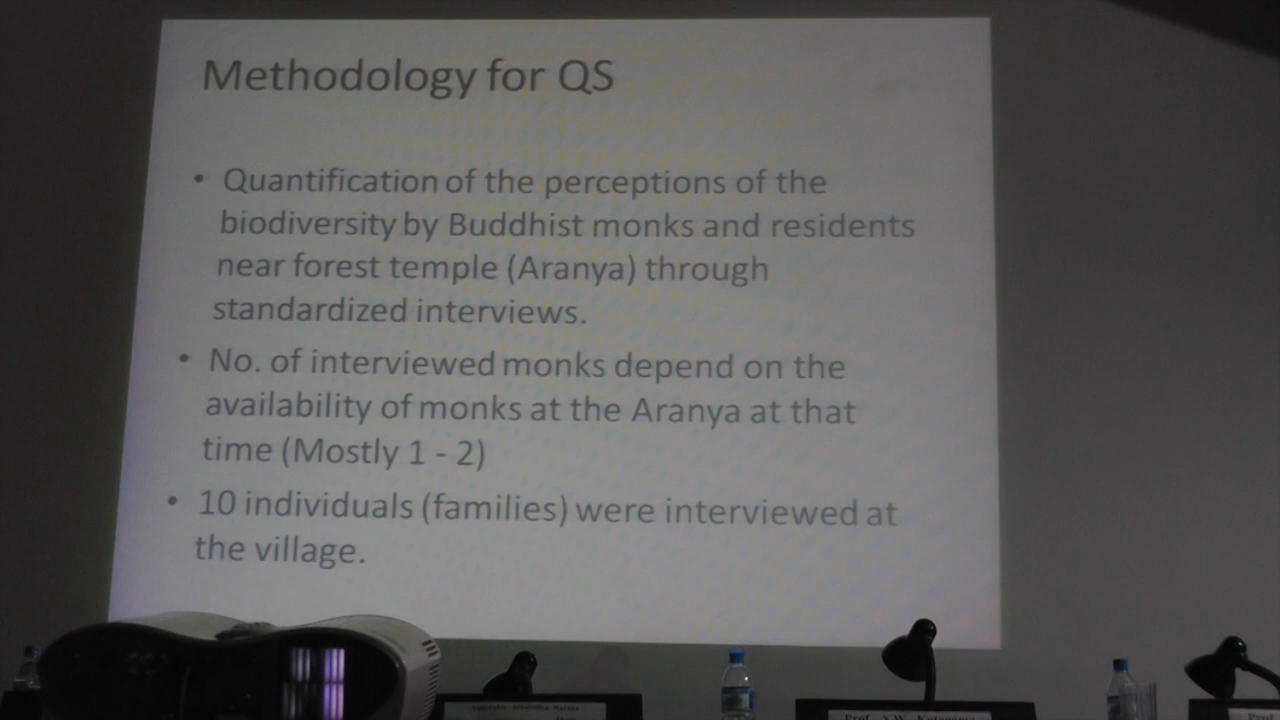 Methodology for QS
• Quantification of the perceptions of the
biodiversity by Buddhist monks and residents
near forest temple (Aranya) through
standardized interviews.
• No. of interviewed monks depend on the
availability of monks at the Aranya at that
time (Mostly 1 - 2)
• 10 individuals (families) were interviewed at
the village.
Prof.